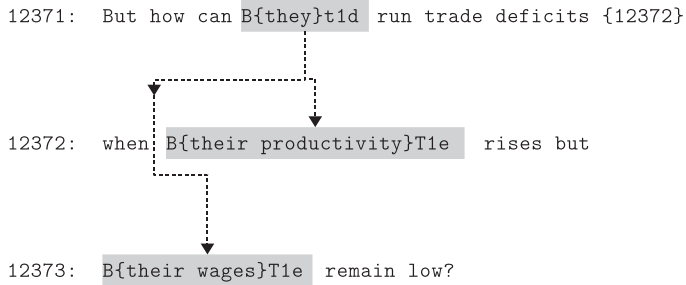 12371: But how can B{they}t1d run trade deficits {12372}
12372: when B{their productivity}T1e rises but
12373: B{their wages}T1e remain low?